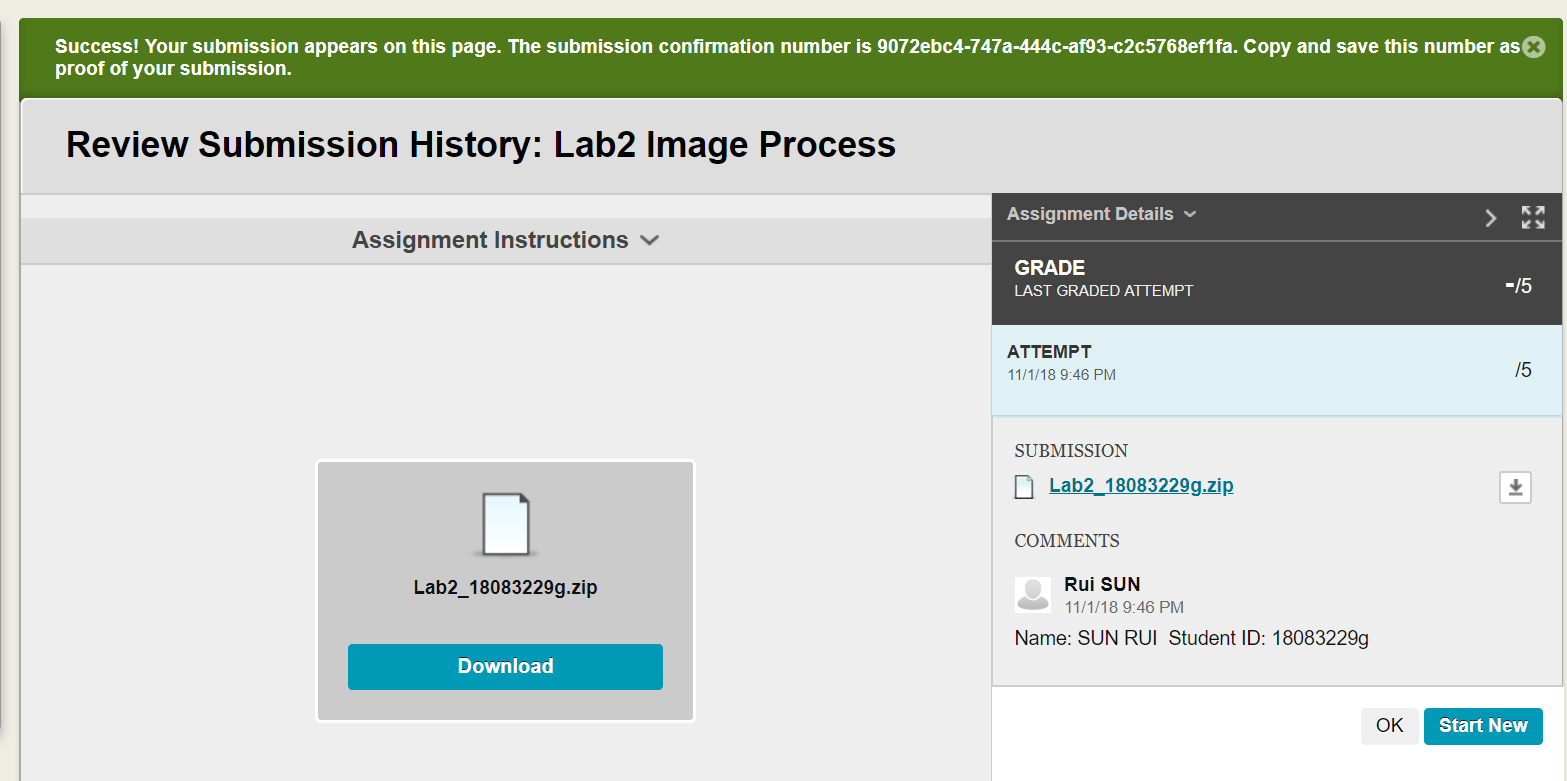 Success! Your submission appears on this page. The submission confirmation number is 9072ebc4-747a-444c-af93-c2c5768ef1fa. Copy and save this number as
proof of your submission.
Review Submission History: Lab2 Image Process
Assignment Instructions
Lab2_18083229g.zip
Download
Assignment Details
GRADE
LAST GRADED ATTEMPT
-/5
ATTEMPT
11/1/18 9:46 PM
/5
SUBMISSION
Lab2_18083229g.zip
COMMENTS
Rui SUN
11/1/18 9:46 PM
Name: SUN RUI  Student ID: 18083229g
OK
Start New